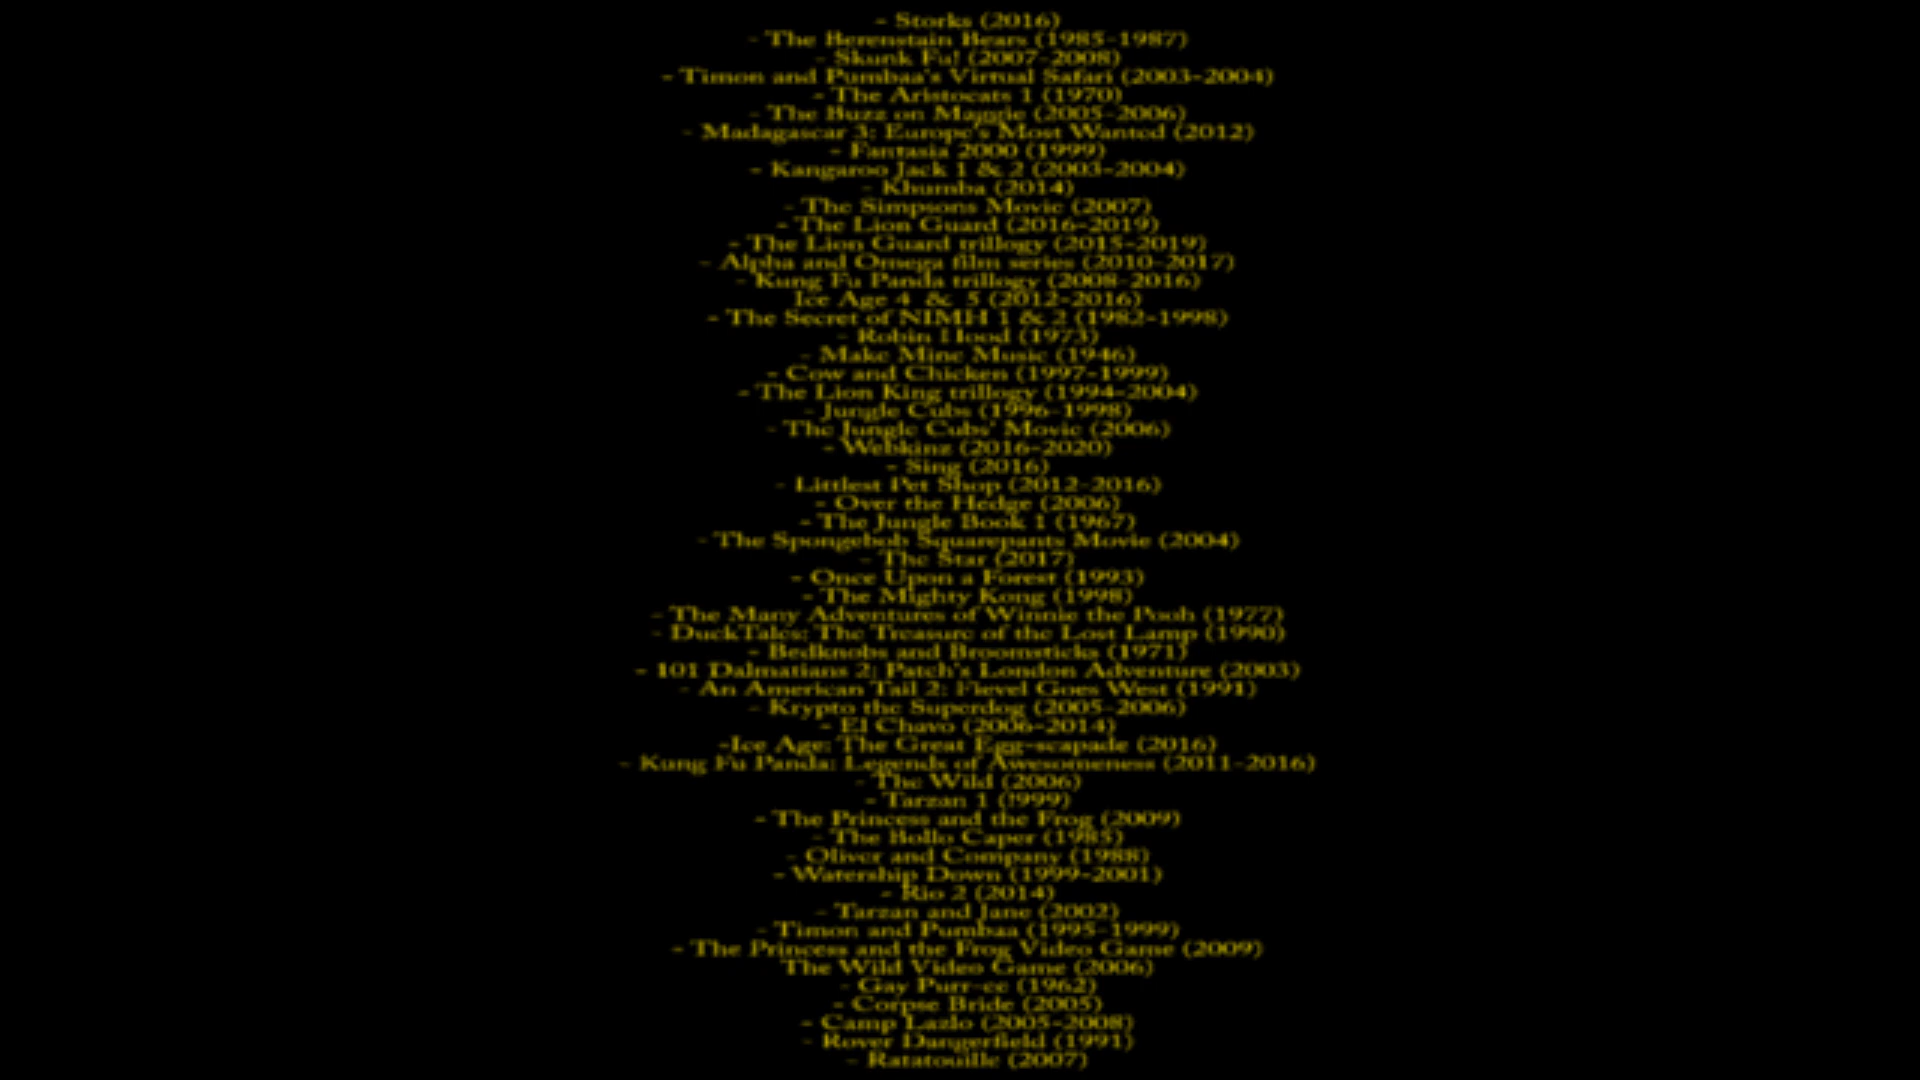 - Storks (2016)
- The Berenstain Bears (1985-1987)
- Skunk Fu! (2007-2008)
- Timon and Pumbaa's Virtual Safari (2003-2004)
- The Aristocats 1 (1970)
- The Buzz on Maggie (2005-2006)
- Madagascar 3: Europe's Most Wanted (2012)
- Fantasia 2000 (1999)
- Kangaroo Jack 1 & 2 (2003-2004)
- Khumba (2014)
- The Simpsons Movie (2007)
- The Lion Guard (2016-2019)
- The Lion Guard trillogy (2015-2019)
- Alpha and Omega film series (2010-2017)
- Kung Fu Panda trillogy (2008-2016)
Ice Age 4 & 5 (2012-2016)
- The Secret of NIMH 1 & 2 (1982-1998)
- Robin Hood (1973)
- Make Mine Music (1946)
- Cow and Chicken (1997-1999)
- The Lion King trillogy (1994-2004)
- Jungle Cubs (1996-1998)
- The Jungle Cubs' Movie (2006)
- Webkinz (2016-2020)
- Sing (2016)
- Littlest Pet Shop (2012-2016)
- Over the Hedge (2006)
- The Jungle Book 1 (1967)
- The Spongebob Squarepants Movie (2004)
- The Star (2017)
- Once Upon a Forest (1993)
- The Mighty Kong (1998)
- The Many Adventures of Winnie the Pooh (1977)
- DuckTales: The Treasure of the Lost Lamp (1990)
- Bedknobs and Broomsticks (1971)
- 101 Dalmatians 2: Patch's London Adventure (2003)
- An American Tail 2: Fievel Goes West (1991)
- Krypto the Superdog (2005-2006)
- El Chavo (2006-2014)
-Ice Age: The Great Egg-scapade (2016)
- Kung Fu Panda: Legends of Awesomeness (2011-2016)
- The Wild (2006)
- Tarzan 1 (!999)
- The Princess and the Frog (2009)
- The Bollo Caper (1985)
- Oliver and Company (1988)
- Watership Down (1999-2001)
- Rio 2 (2014)
- Tarzan and Jane (2002)
- Timon and Pumbaa (1995-1999)
- The Princess and the Frog Video Game (2009)
The Wild Video Game (2006)
- Gay Purr-ee (1962)
- Corpse Bride (2005)
- Camp Lazlo (2005-2008)
- Rover Dangerfield (1991)
- Ratatouille (2007)